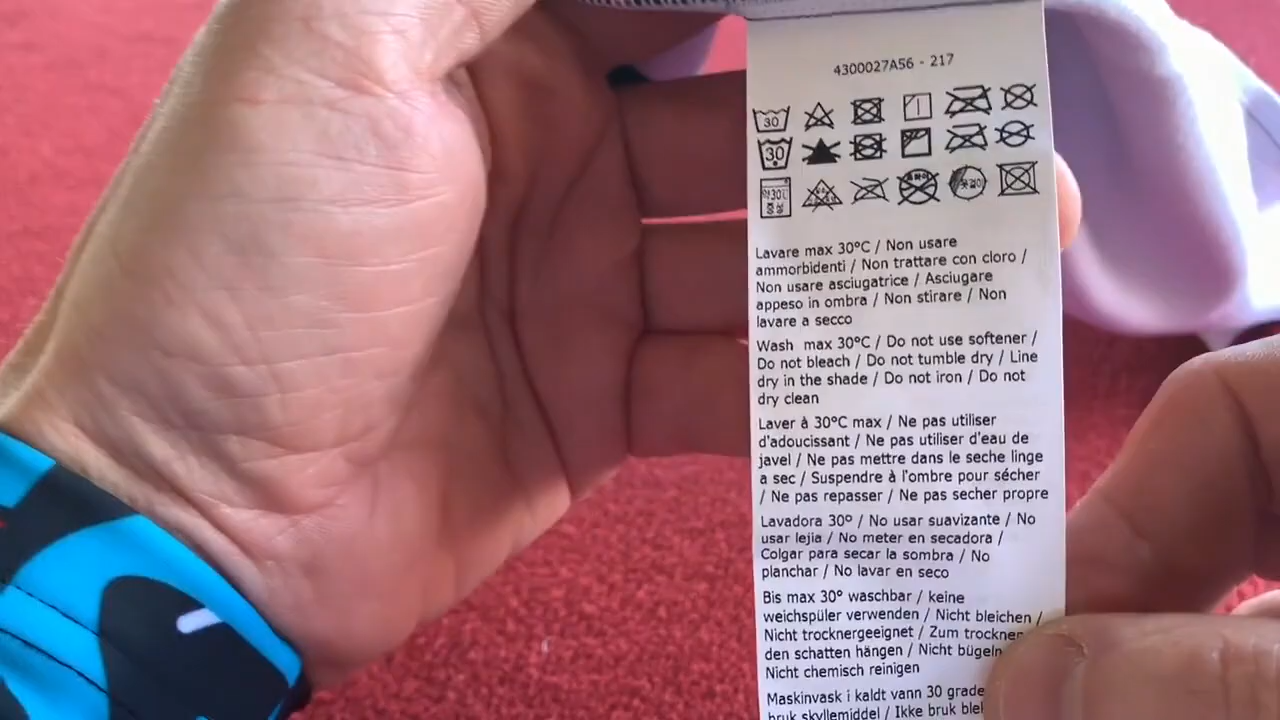 4300027A56 - 217
30
30
Lavare max 30°C / Non usare
ammorbidenti / Non trattare con cloro /
Non usare asciugatrice / Asciugare
appeso in ombra / Non stirare / Non
lavare a secco
Wash max 30°C / Do not use softener /
Do not bleach / Do not tumble dry / Line
dry in the shade / Do not iron / Do not
dry clean
Laver à 30°C max / Ne pas utiliser
d'adoucissant / Ne pas utiliser d'eau de
javel / Ne pas mettre dans le seche linge
a sec / Suspendre à l'ombre pour sécher
/ Ne pas repasser / Ne pas secher propre
Lavadora 30º / No usar suavizante / No
usar lejia / No meter en secadora /
Colgar para secar la sombra / No
planchar / No lavar en seco
Bis max 30° waschbar / keine
weichspüler verwenden / Nicht bleichen /
Nicht trocknergeeignet / Zum trocknen
den schatten hängen / Nicht bügeln
Nicht chemisch reinigen
Maskinvask i kaldt vann 30 grade
bruk skyllemiddel / Ikke bruk